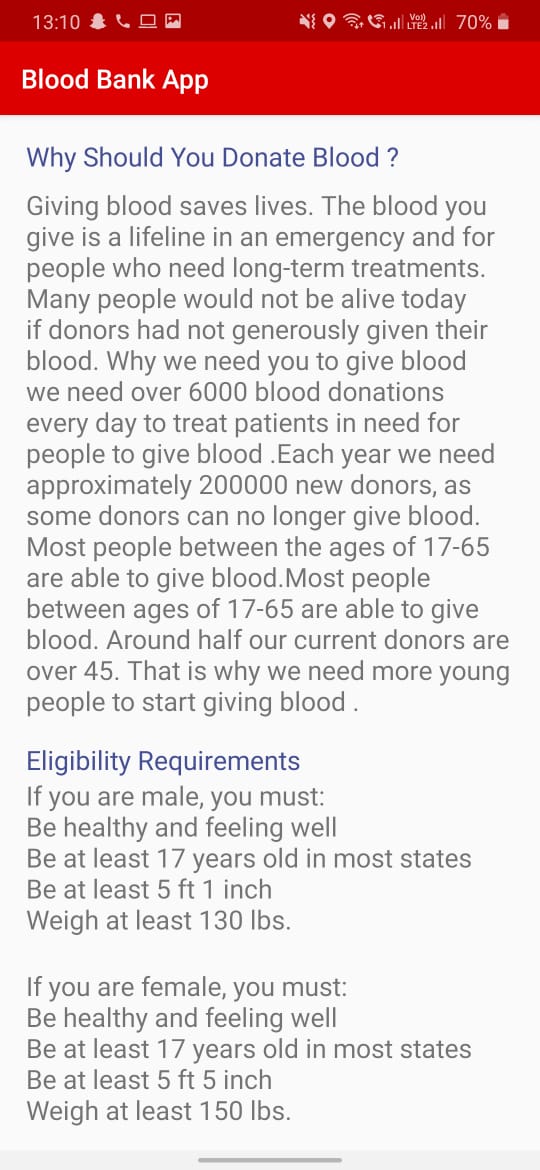 13:10 Vo)) LTE2 70%
Blood Bank App
Why Should You Donate Blood ?
Giving blood saves lives. The blood you
give is a lifeline in an emergency and for
people who need long-term treatments.
Many people would not be alive today
if donors had not generously given their
blood. Why we need you to give blood
we need over 6000 blood donations
every day to treat patients in need for
people to give blood .Each year we need
approximately 200000 new donors, as
some donors can no longer give blood.
Most people between the ages of 17-65
are able to give blood.Most people
between ages of 17-65 are able to give
blood. Around half our current donors are
over 45. That is why we need more young
people to start giving blood .
Eligibility Requirements
If you are male, you must:
Be healthy and feeling well
Be at least 17 years old in most states
Be at least 5 ft 1 inch
Weigh at least 130 lbs.
If you are female, you must:
Be healthy and feeling well
Be at least 17 years old in most states
Be at least 5 ft 5 inch
Weigh at least 150 lbs.